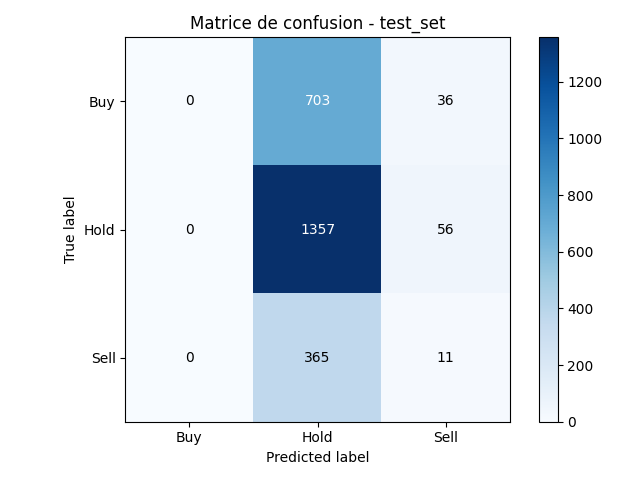 Matrice de confusion - test_set
Buy 0 703 36
Hold 0 1357 56
Sell 0 365 11
Buy Hold Sell
Predicted label
True label
1200
1000
800
600
400
200
0